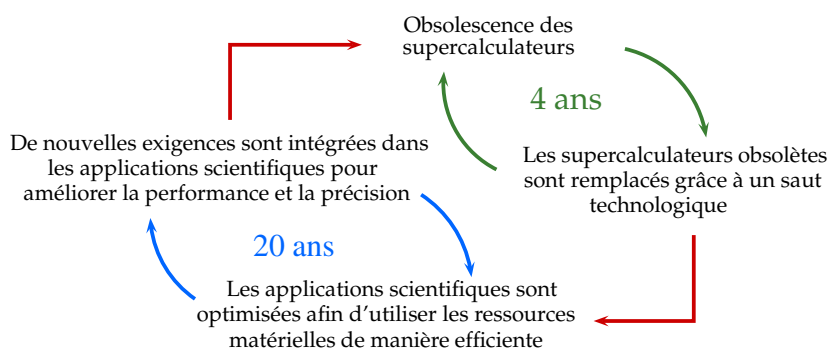 Obsolescence des
supercalculateurs
4 ans
De nouvelles exigences sont intégrées dans
les applications scientifiques pour
améliorer la performance et la précision
Les supercalculateurs obsolètes
sont remplacés grâce à un saut
technologique
20 ans
Les applications scientifiques sont
optimisées afin d’utiliser les ressources
matérielles de manière efficiente